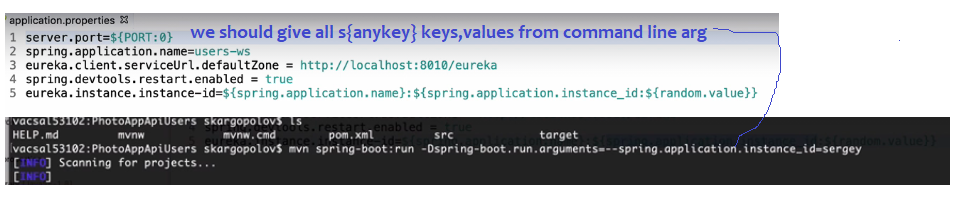 application.properties
we should give all s{anykey} keys,values from command line arg
1 server.port=${PORT:0}
2 spring.application.name=users-ws
3 eureka.client.serviceUrl.defaultZone = http://localhost:8010/eureka
4 spring.devtools.restart.enabled = true
5 eureka.instance.instance-id=${spring.application.name}:${spring.application.instance_id:${random.value}}
vacsal53102:PhotoAppApiUsers skargopolov$ ls
HELP.md mvnw mvnw.cmd pom.xml src target
vacsal53102:PhotoAppApiUsers skargopolov$ mvn spring-boot:run -Dspring-boot.run.arguments=--spring.application.instance_id=sergey
[INFO] Scanning for projects...
[INFO]